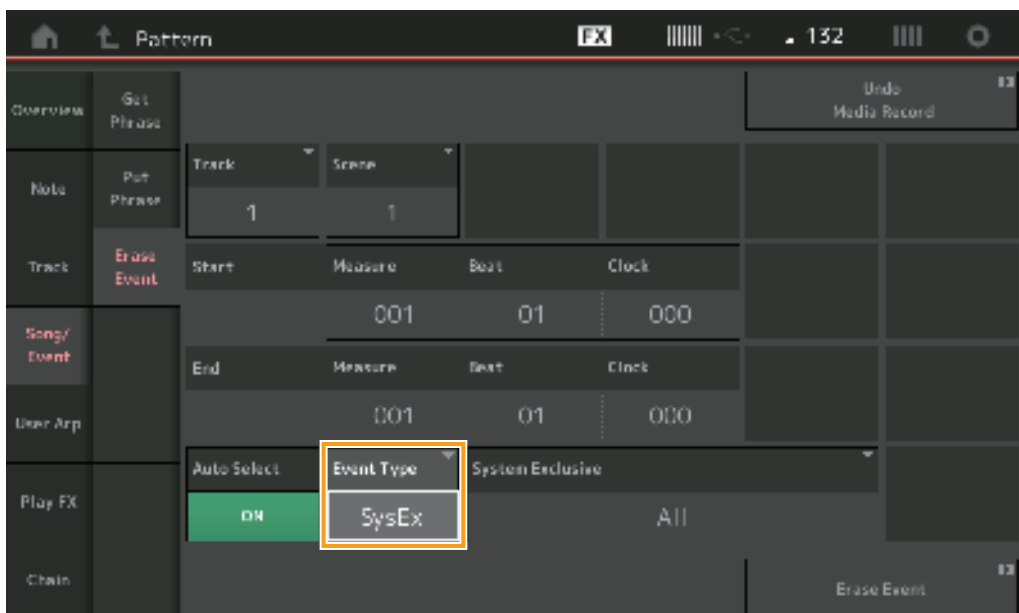 Pattern
FX
132
Overview
Get
Phrase
Undo
Media Record
Note
Put
Phrase
Track
Scene
1
1
Track
Erase
Event
Start
Measure
Beat
Clock
001
01
000
Song/
Event
End
Measure
Beat
Clock
001
01
000
User Arp
Auto Select
Event Type
System Exclusive
Play FX
ON
SysEx
All
Chain
Erase Event